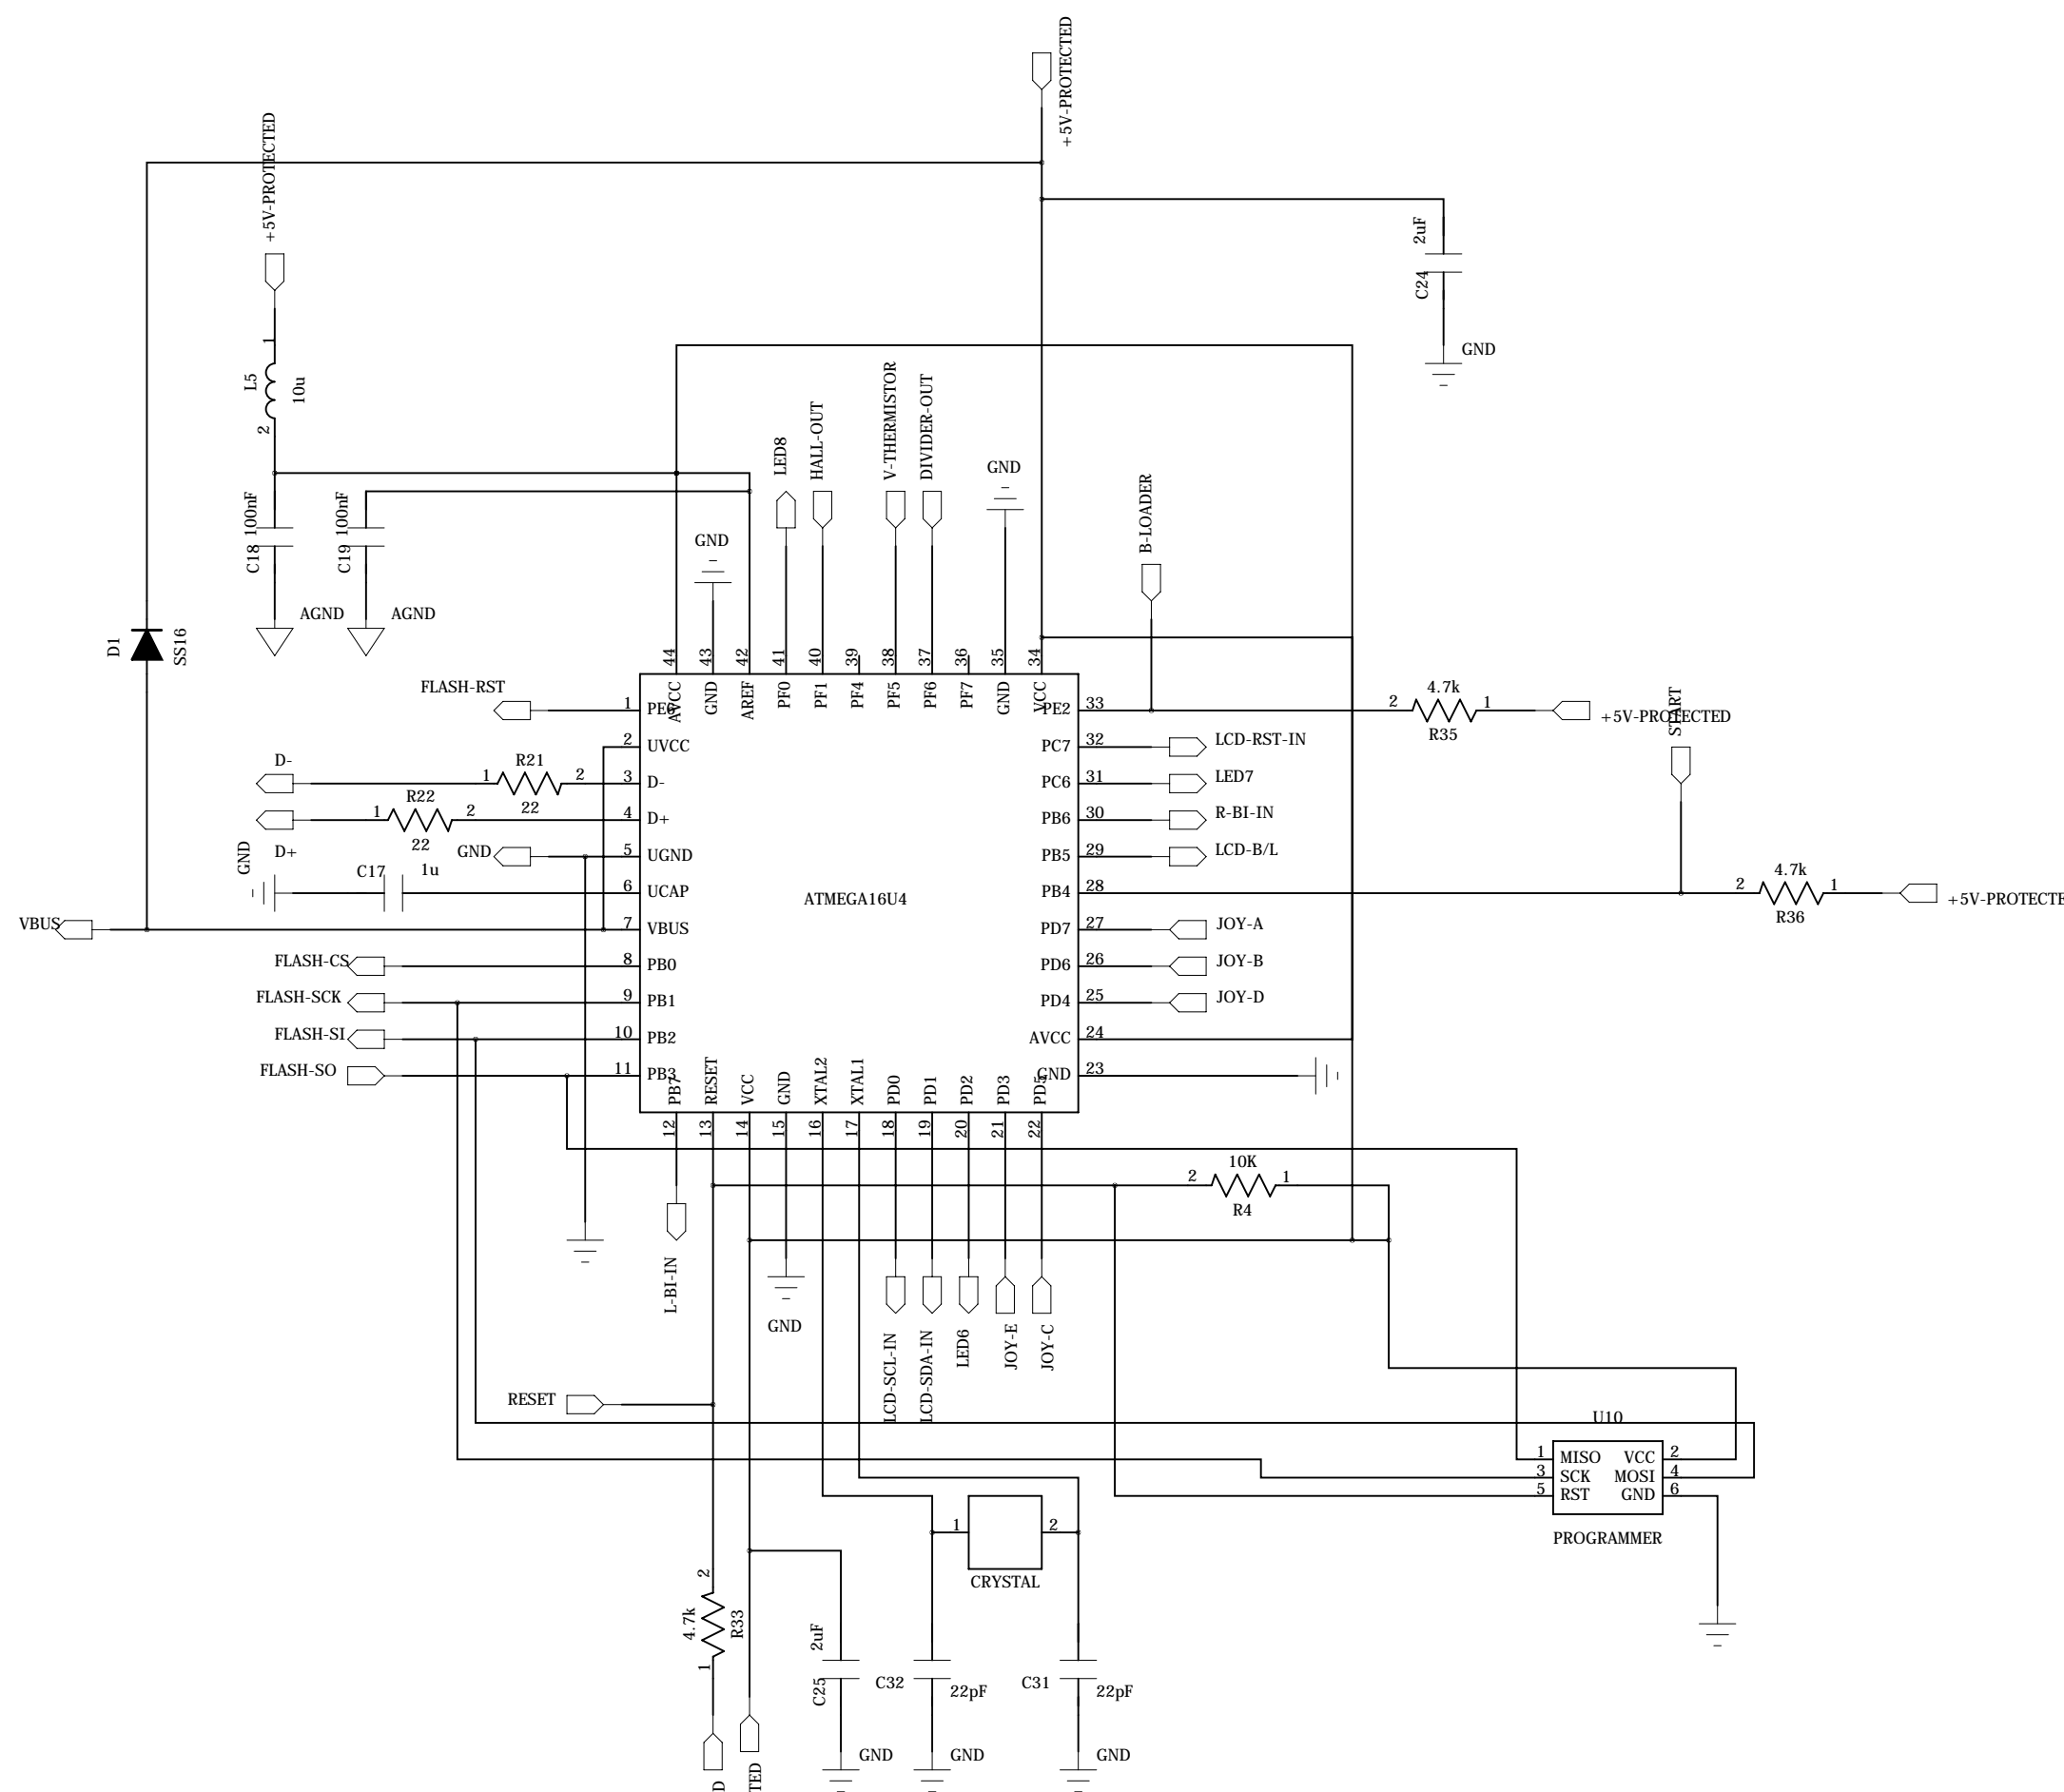 +5V-PROTECTED
+5V-PROTECTED
2uF
C24
GND
1
L5
10u
2
LED8
HALL-OUT
V-THERMISTOR
DIVIDER-OUT
GND
B-LOADER
100nF
C18
100nF
C19
GND
AGND
AGND
D1
SS16
44
43
42
41
40
39
38
37
36
35
34
AVCC
GND
AREF
PF0
PF1
PF4
PF5
PF6
PF7
GND
VCC
FLASH-RST
1
PE6
PE2
33
2
4.7k
1
R35
+5V-PROTECTED
START
2
UVCC
PC7
32
LCD-RST-IN
D-
1
R21
2
22
3
D-
PC6
31
LED7
D+
1
R22
2
22
4
D+
PB6
30
R-BI-IN
GND
5
UGND
PB5
29
LCD-B/L
GND
C17
1u
6
UCAP
ATMEGA16U4
PB4
28
2
4.7k
1
R36
+5V-PROTECTE
VBUS
7
VBUS
PD7
27
JOY-A
FLASH-CS
8
PB0
PD6
26
JOY-B
FLASH-SCK
9
PB1
PD4
25
JOY-D
FLASH-SI
10
PB2
AVCC
24
FLASH-SO
11
PB3
GND
23
PB7
RESET
VCC
GND
XTAL2
XTAL1
PD0
PD1
PD2
PD3
PD5
12
13
14
15
16
17
18
19
20
21
22
2
10K
1
R4
L-BI-IN
GND
LCD-SCL-IN
LCD-SDA-IN
LED6
JOY-E
JOY-C
RESET
U10
1
MISO
VCC
2
3
SCK
MOSI
4
5
RST
GND
6
PROGRAMMER
1
2
CRYSTAL
2
4.7k
R33
1
2uF
C25
C32
22pF
C31
22pF
GND
GND
GND
D
TED